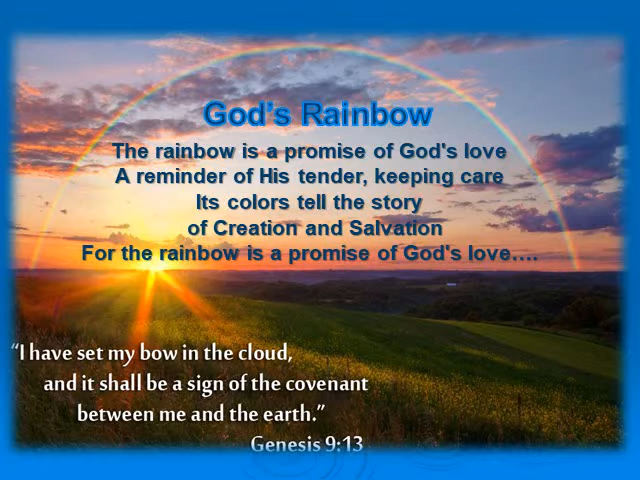 God's Rainbow
The rainbow is a promise of God's love
A reminder of His tender, keeping care
Its colors tell the story
of Creation and Salvation
For the rainbow is a promise of God's love....
“I have set my bow in the cloud,
and it shall be a sign of the covenant
between me and the earth.”
Genesis 9:13